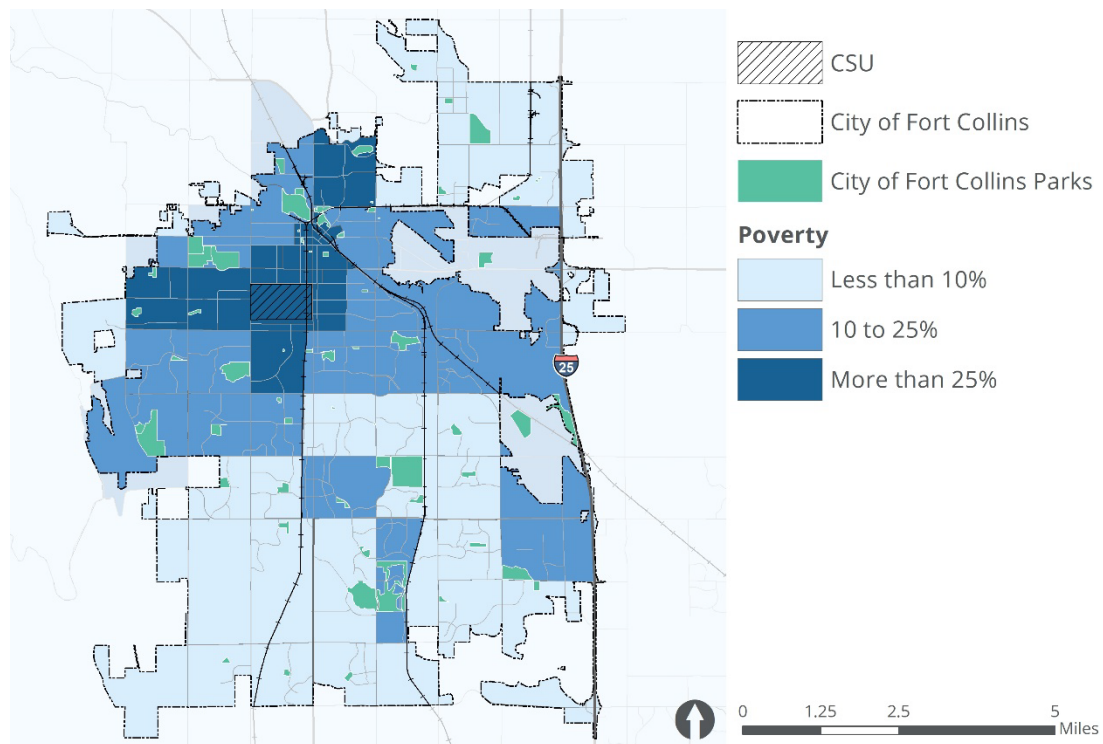 CSU
City of Fort Collins
City of Fort Collins Parks
Poverty
Less than 10%
10 to 25%
More than 25%
25
0 1.25 2.5 5
Miles